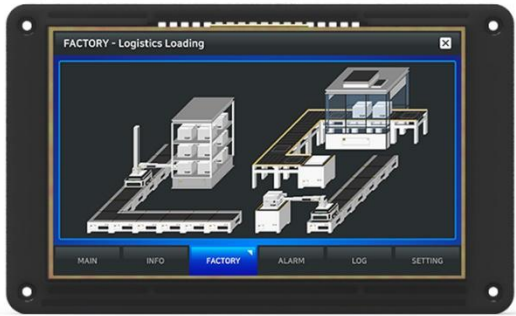 FACTORY - Logistics Loading
MAIN INFO FACTORY ALARM LOG SETTING